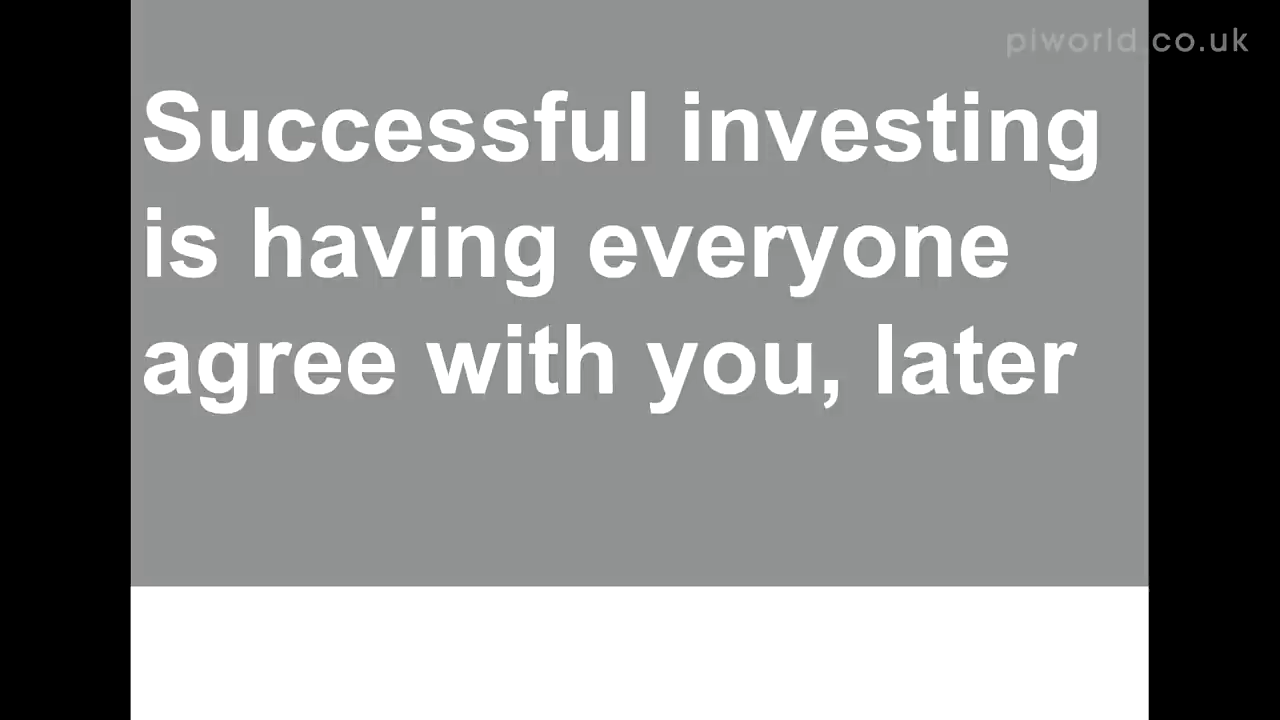 piworld.co.uk
Successful investing
is having everyone
agree with you, later